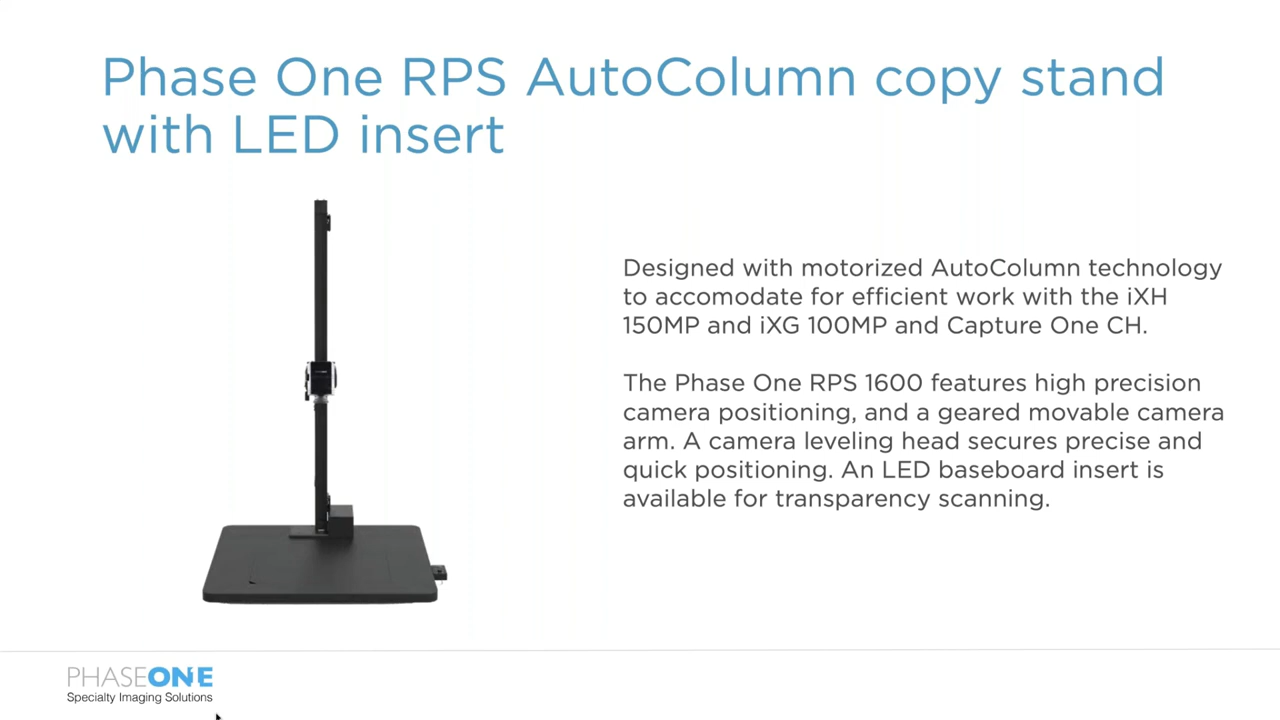 Phase One RPS AutoColumn copy stand
with LED insert
Designed with motorized AutoColumn technology
to accomodate for efficient work with the iXH
150MP and iXG 100MP and Capture One CH.
The Phase One RPS 1600 features high precision
camera positioning, and a geared movable camera
arm. A camera leveling head secures precise and
quick positioning. An LED baseboard insert is
available for transparency scanning.
PHASEONE
Specialty Imaging Solutions